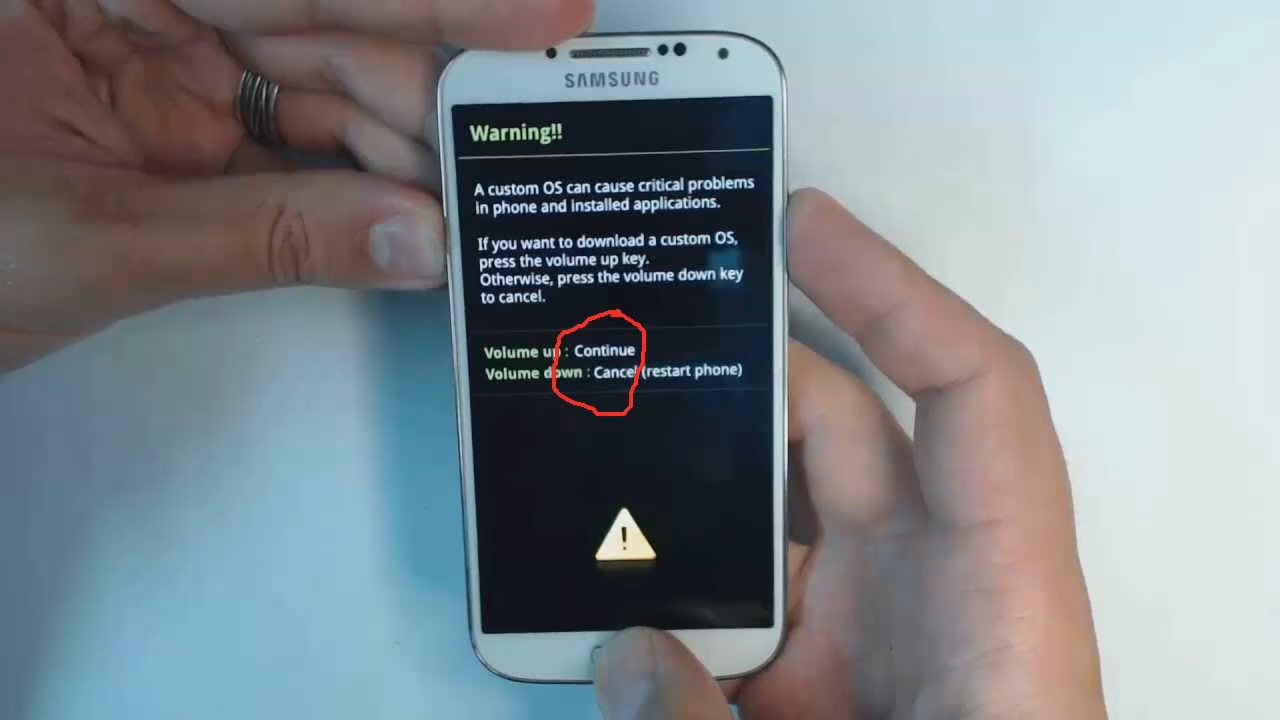 SAMSUNG
Warning!!
A custom OS can cause critical problems
in phone and installed applications.
If you want to download a custom OS,
press the volume up key.
Otherwise, press the volume down key
to cancel.
Volume up : Continue
Volume down : Cancel (restart phone)
!